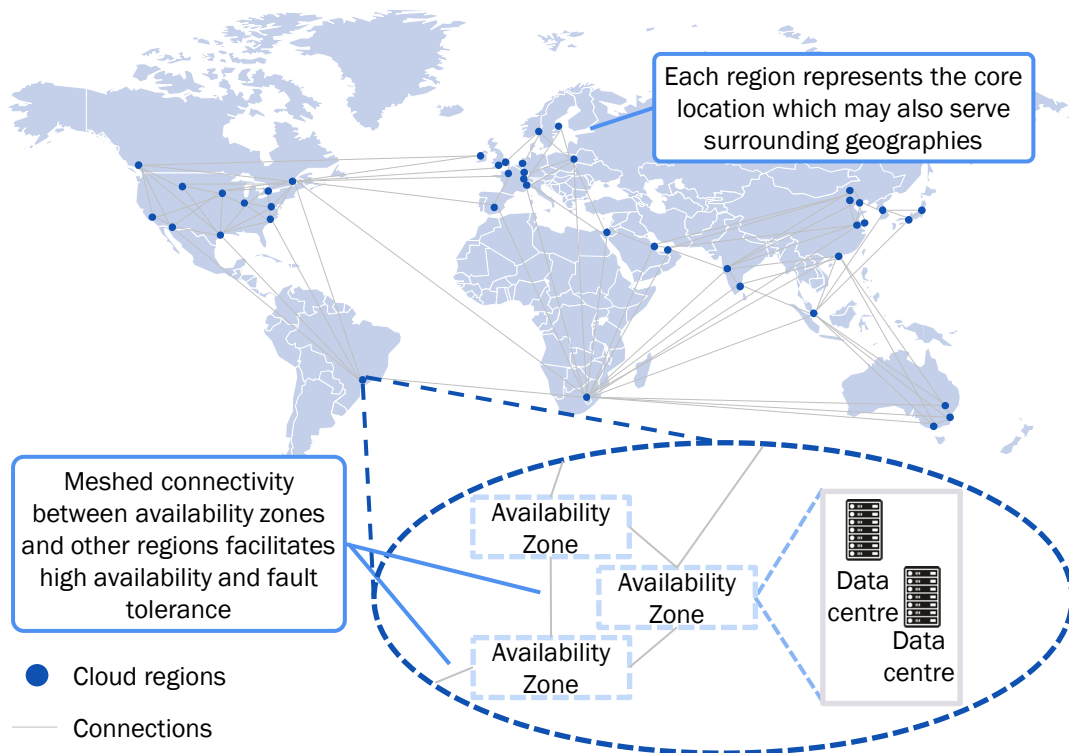 Each region represents the core
location which may also serve
surrounding geographies
Meshed connectivity
between availability zones
and other regions facilitates
high availability and fault
tolerance
Availability
Zone
Availability
Zone
Availability
Zone
Data
centre
Data
centre
Cloud regions
Connections